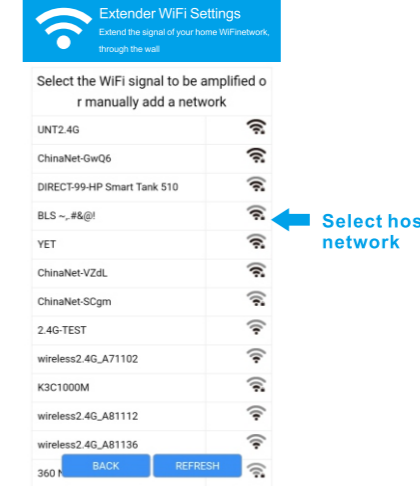 Extender WiFi Settings
Extend the signal of your home WiFinetwork,
through the wall
Select the WiFi signal to be amplified o
r manually add a network
UNT2.4G
ChinaNet-GwQ6
DIRECT-99-HP Smart Tank 510
BLS ~,.#&@!
Select hos
network
YET
ChinaNet-VZdL
ChinaNet-SCgm
2.4G-TEST
wireless2.4G_A71102
K3C1000M
wireless2.4G_A81112
wireless2.4G_A81136
360
BACK
REFRESH